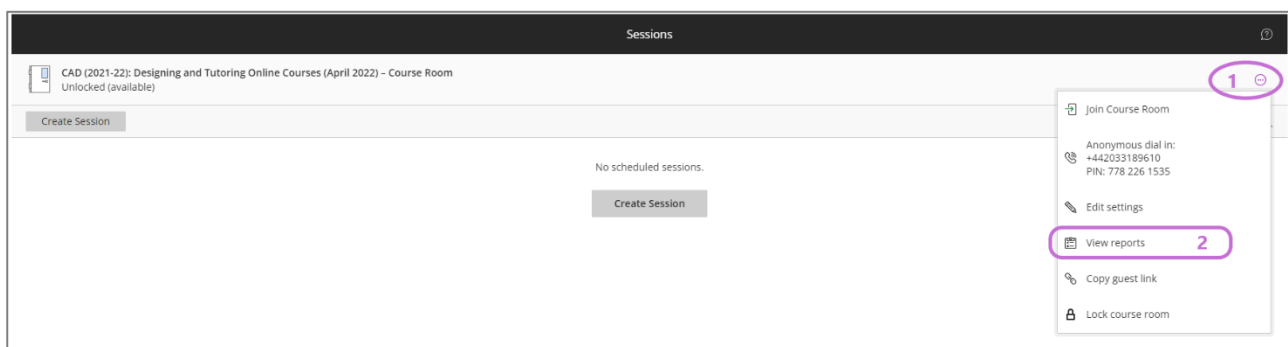 Sessions
CAD (2021-22): Designing and Tutoring Online Courses (April 2022) – Course Room
Unlocked (available)
1
Create Session
Join Course Room
Anonymous dial in:
+442033189610
PIN: 778 226 1535
No scheduled sessions.
Create Session
Edit settings
View reports 2
Copy guest link
Lock course room